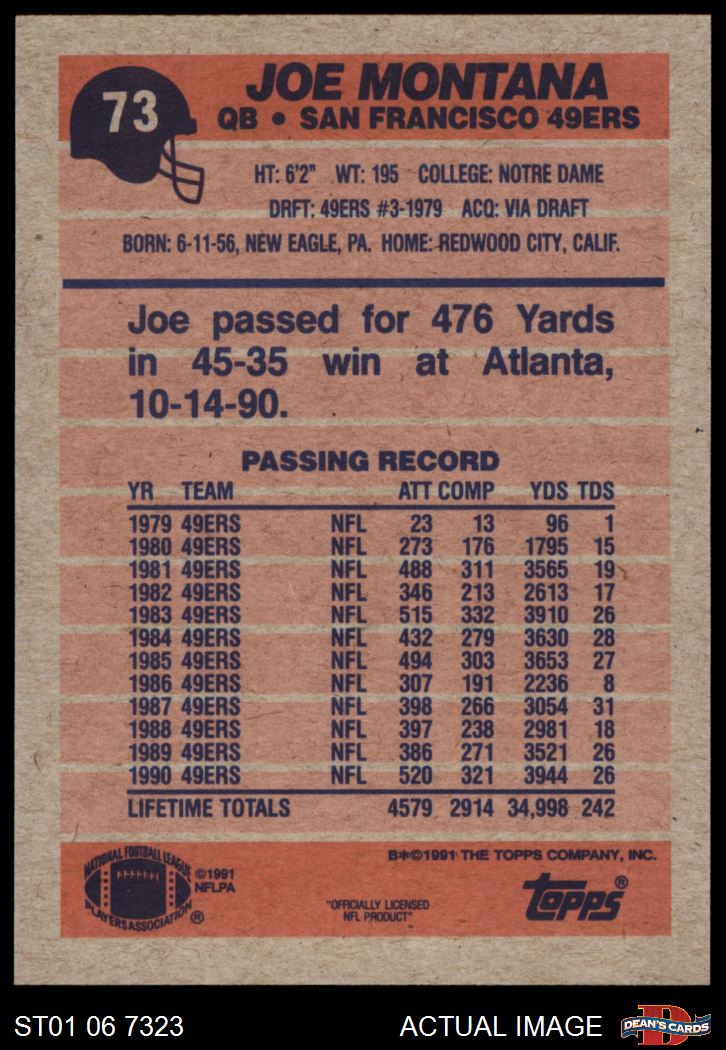 73
JOE MONTANA
QB • SAN FRANCISCO 49ERS
HT: 6'2" WT: 195 COLLEGE: NOTRE DAME
DRFT: 49ERS #3-1979 ACQ: VIA DRAFT
BORN: 6-11-56, NEW EAGLE, PA. HOME: REDWOOD CITY, CALIF.
Joe passed for 476 Yards
in 45-35 win at Atlanta,
10-14-90.
PASSING RECORD
YR TEAM ATT COMP YDS TDS
1979 49ERS NFL 23 13 96 1
1980 49ERS NFL 273 176 1795 15
1981 49ERS NFL 488 311 3565 19
1982 49ERS NFL 346 213 2613 17
1983 49ERS NFL 515 332 3910 26
1984 49ERS NFL 432 279 3630 28
1985 49ERS NFL 494 303 3653 27
1986 49ERS NFL 307 191 2236 8
1987 49ERS NFL 398 266 3054 31
1988 49ERS NFL 397 238 2981 18
1989 49ERS NFL 386 271 3521 26
1990 49ERS NFL 520 321 3944 26
LIFETIME TOTALS 4579 2914 34,998 242
NATIONAL FOOTBALL LEAGUE
PLAYERS ASSOCIATION ®
©1991
NFLPA
B*©1991 THE TOPPS COMPANY, INC.
"OFFICIALLY LICENSED
NFL PRODUCT"
TOPPS®
ST01 06 7323
ACTUAL IMAGE
D
DEAN'S CARDS